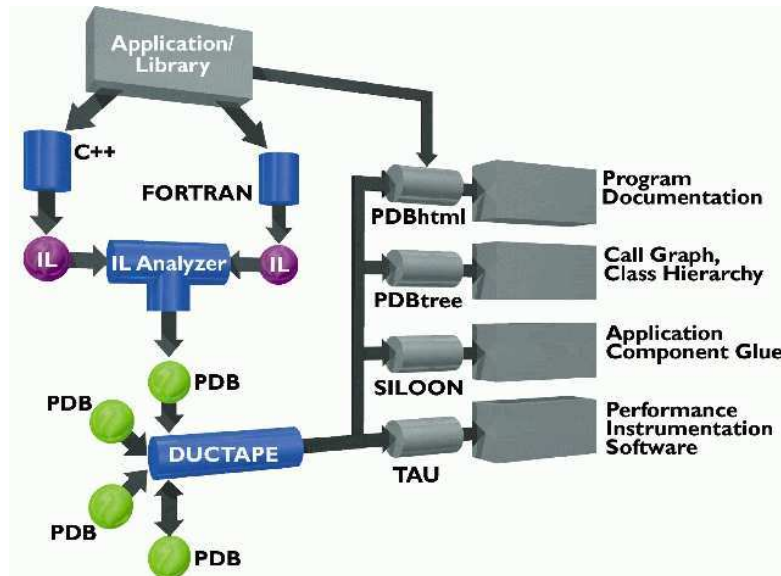 Application/
Library
C++
FORTRAN
IL
IL Analyzer
IL
PDB
PDB
DUCTAPE
PDB
PDB
PDBhtml
Program
Documentation
PDBtree
Call Graph,
Class Hierarchy
SILOON
Application
Component Glue
TAU
Performance
Instrumentation
Software